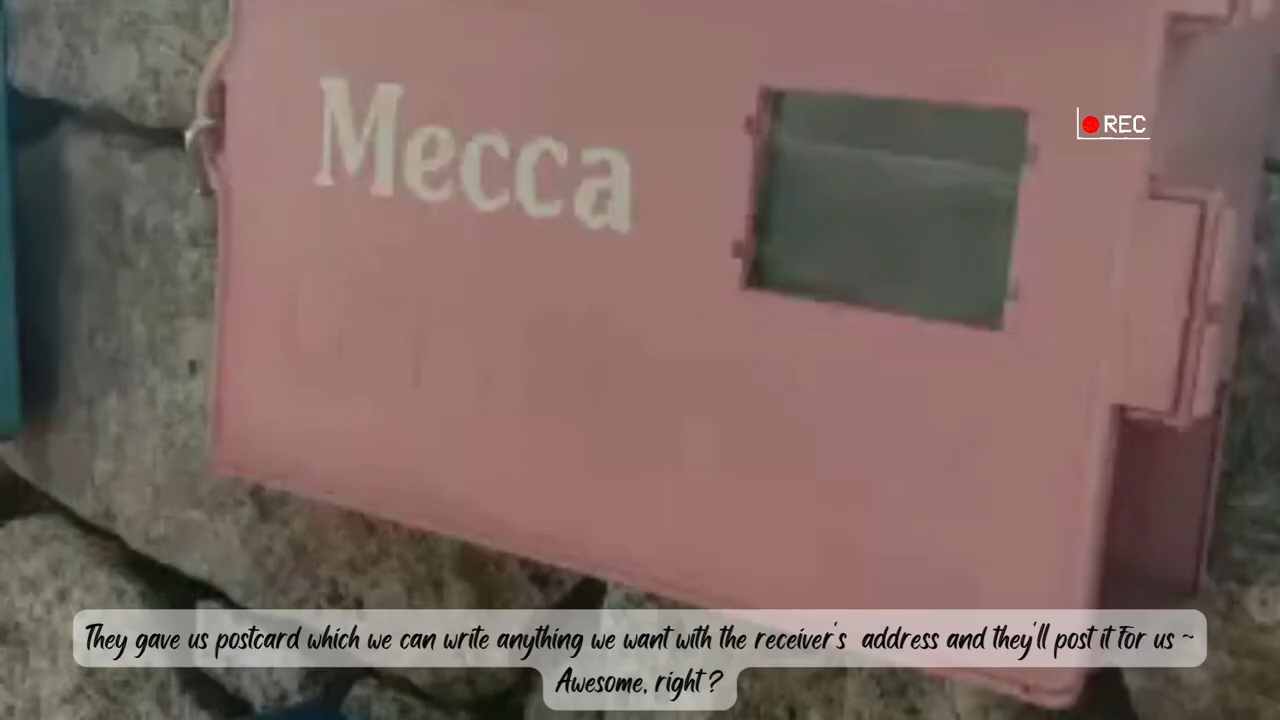 Mecca
REC
They gave us postcard which we can write anything we want with the receiver's address and they'll post it for us ~
Awesome, right ?